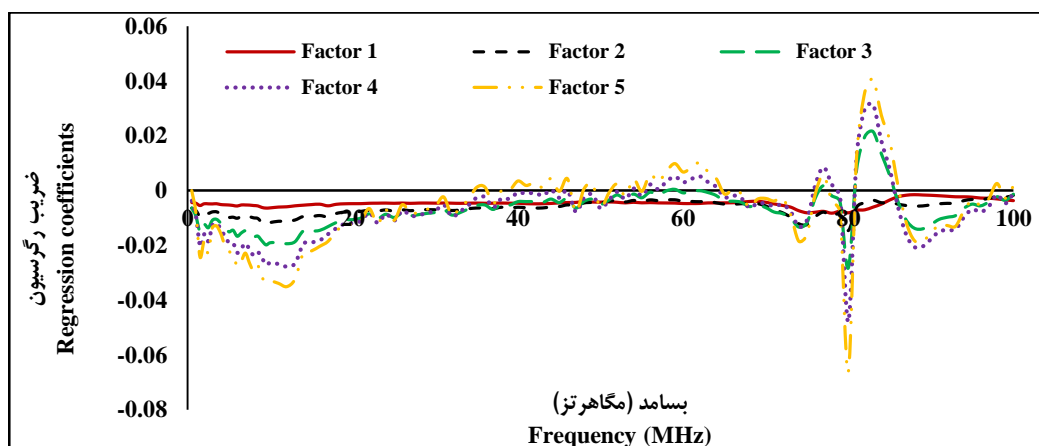 0.06
0.04
0.02
0
-0.02
-0.04
-0.06
-0.08
ضریب رگرسیون
Regression coefficients
Factor 1 Factor 2 Factor 3
Factor 4 Factor 5
0 20 40 60 80 100
بسامد (مگاهرتز)
Frequency (MHz)